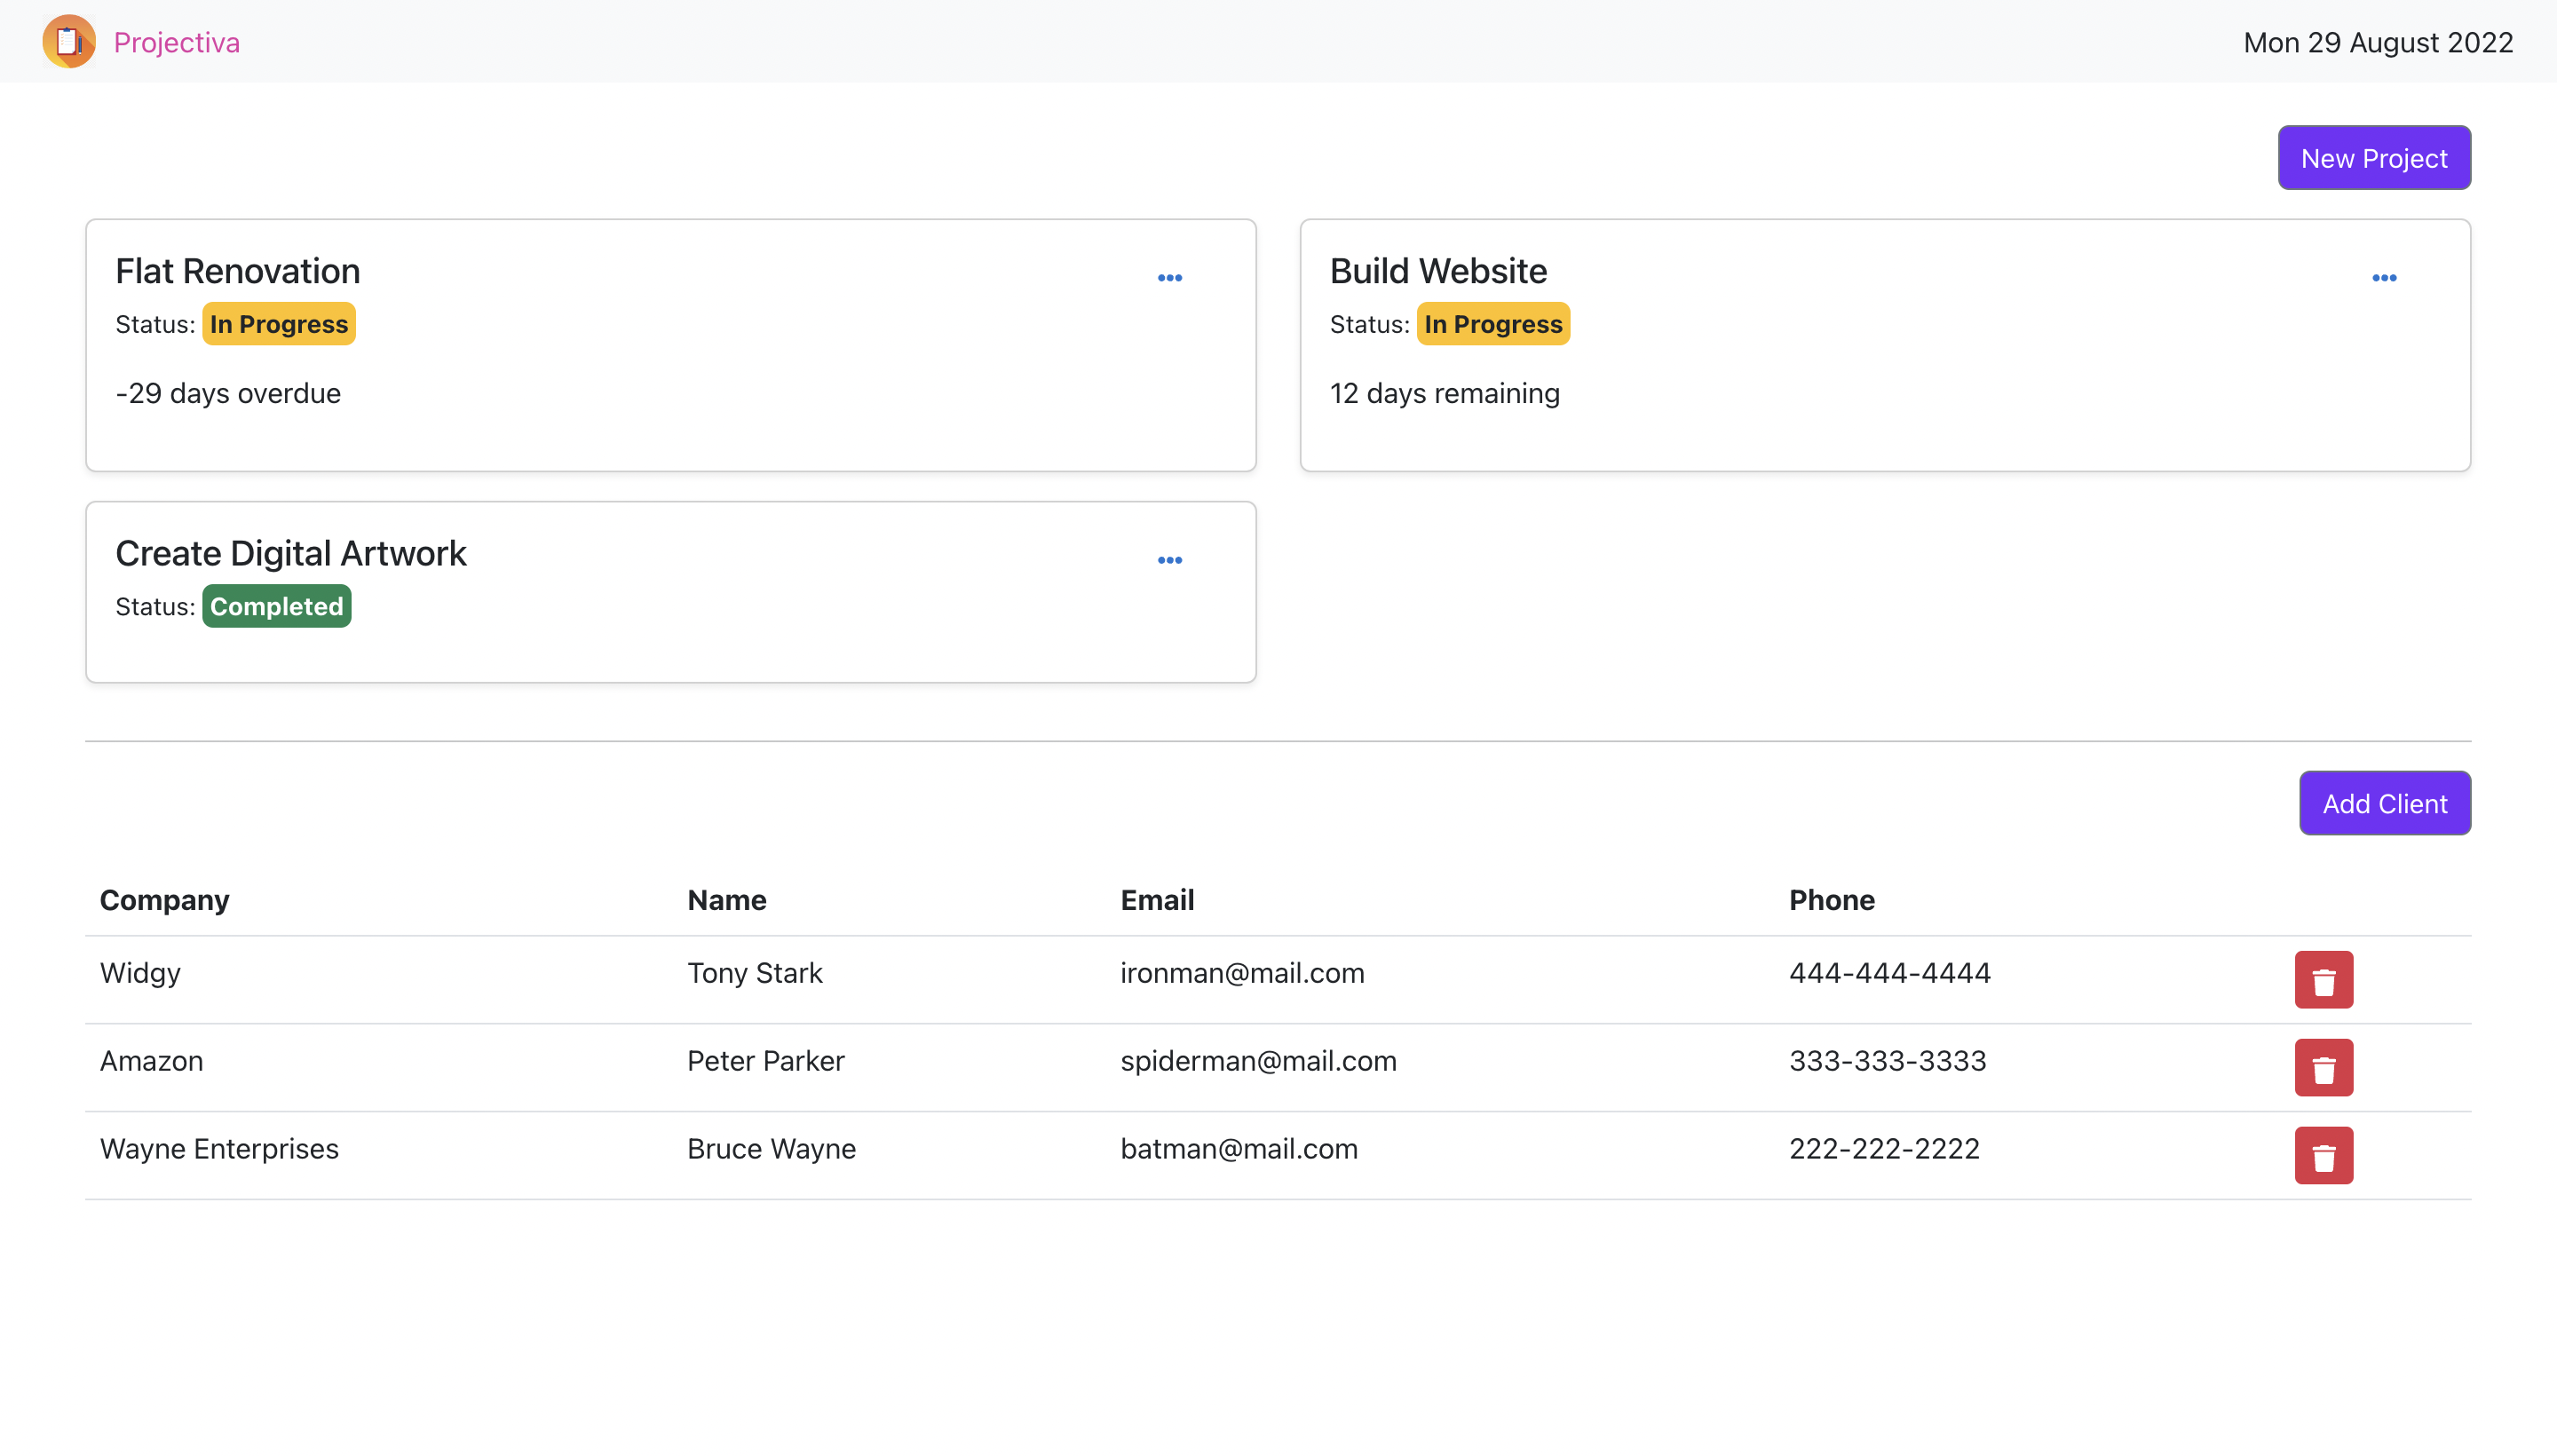 Projectiva
Mon 29 August 2022
New Project
Flat Renovation
Status: In Progress
-29 days overdue
Build Website
Status: In Progress
12 days remaining
Create Digital Artwork
Status: Completed
Add Client
Company Name Email Phone
Widgy Tony Stark ironman@mail.com 444-444-4444
Amazon Peter Parker spiderman@mail.com 333-333-3333
Wayne Enterprises Bruce Wayne batman@mail.com 222-222-2222